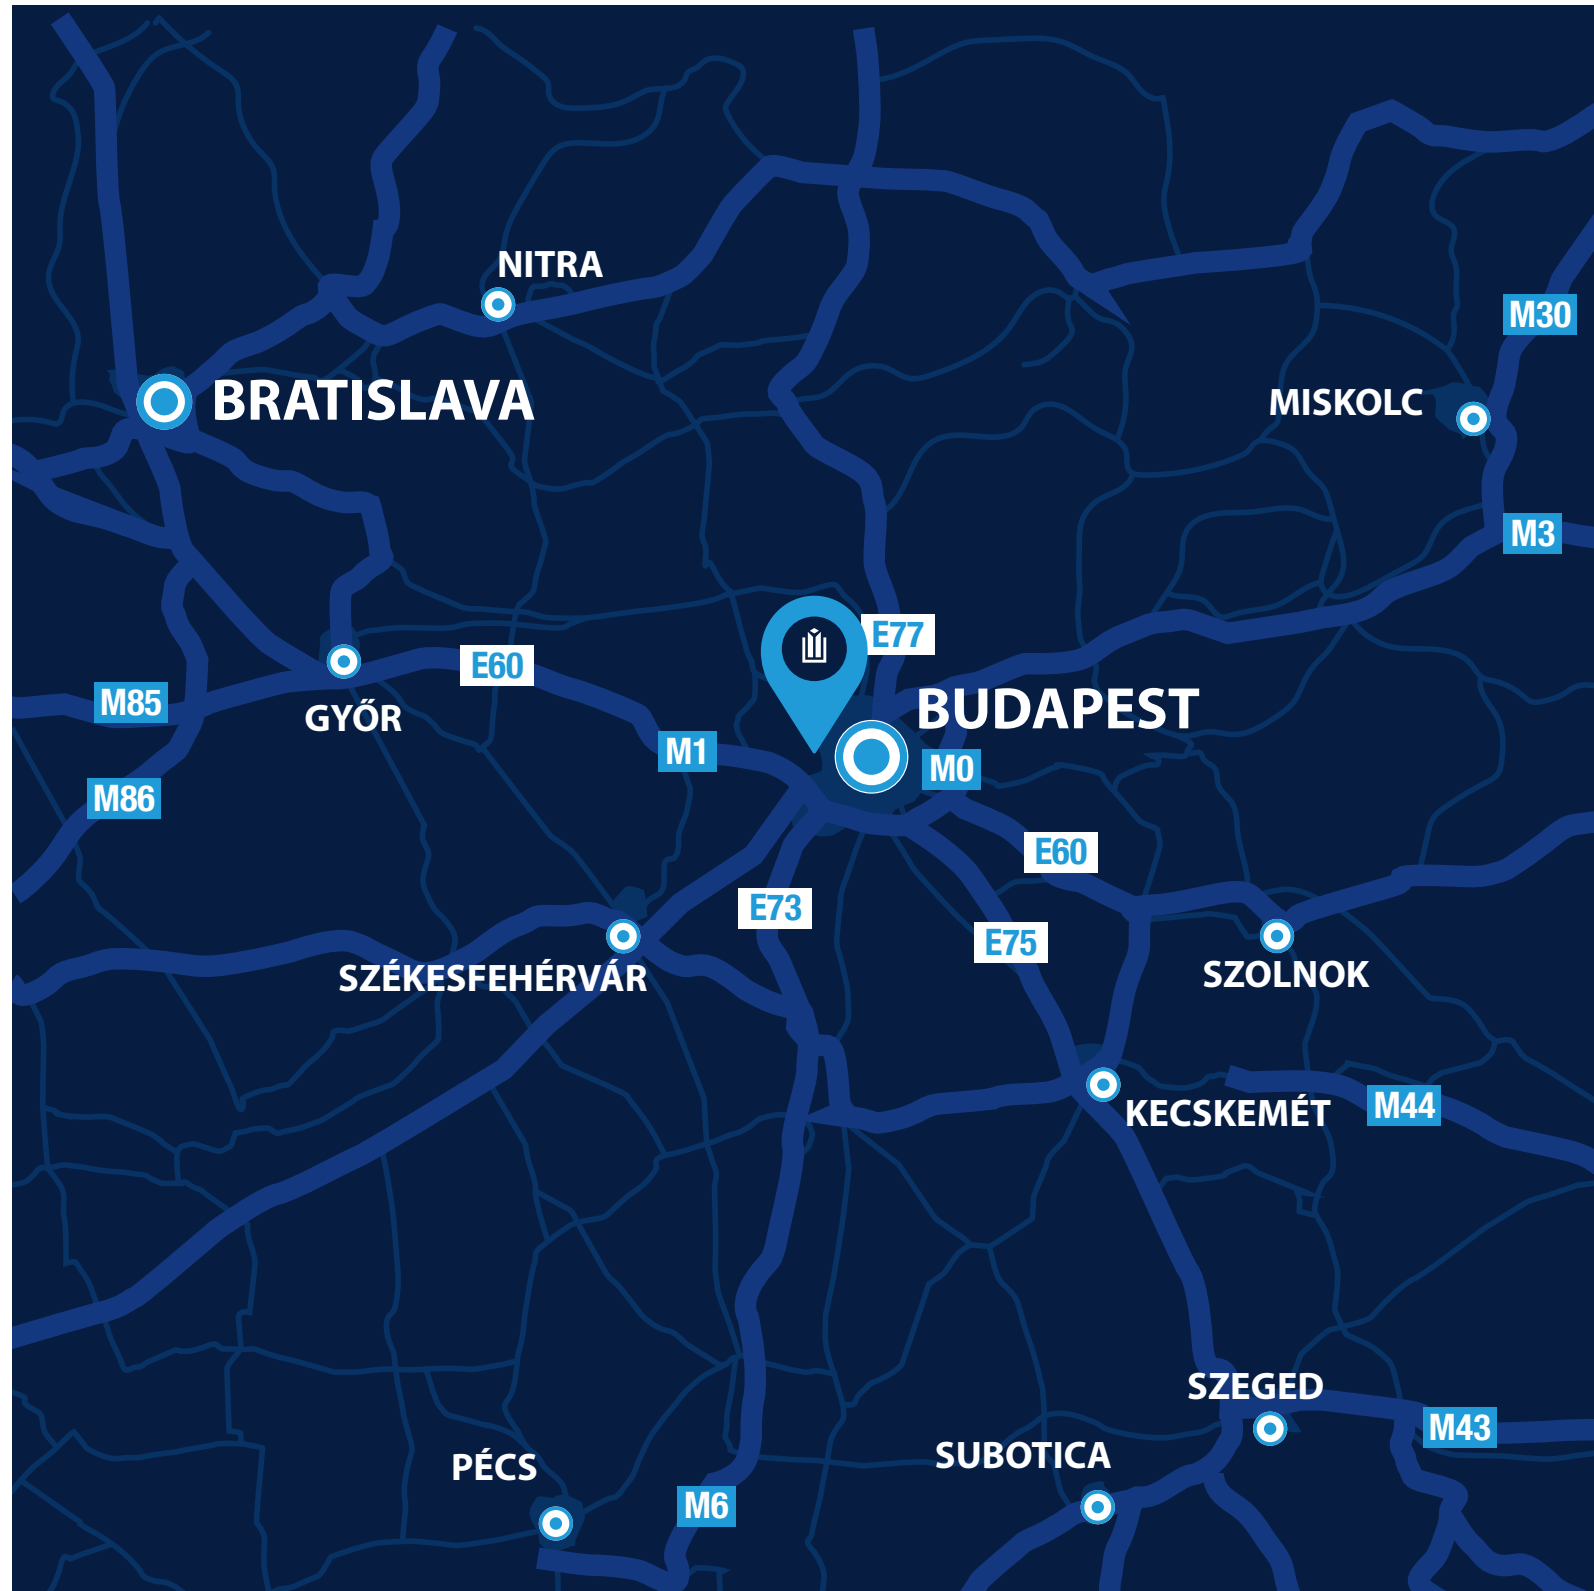 NITRA
M30
BRATISLAVA
MISKOLC
M3
E77
E60
M85
BUDAPEST
GYŐR
M1
M0
M86
E60
E73
E75
SZÉKESFEHÉRVÁR
SZOLNOK
KECSKEMÉT
M44
SZEGED
M43
SUBOTICA
PÉCS
M6